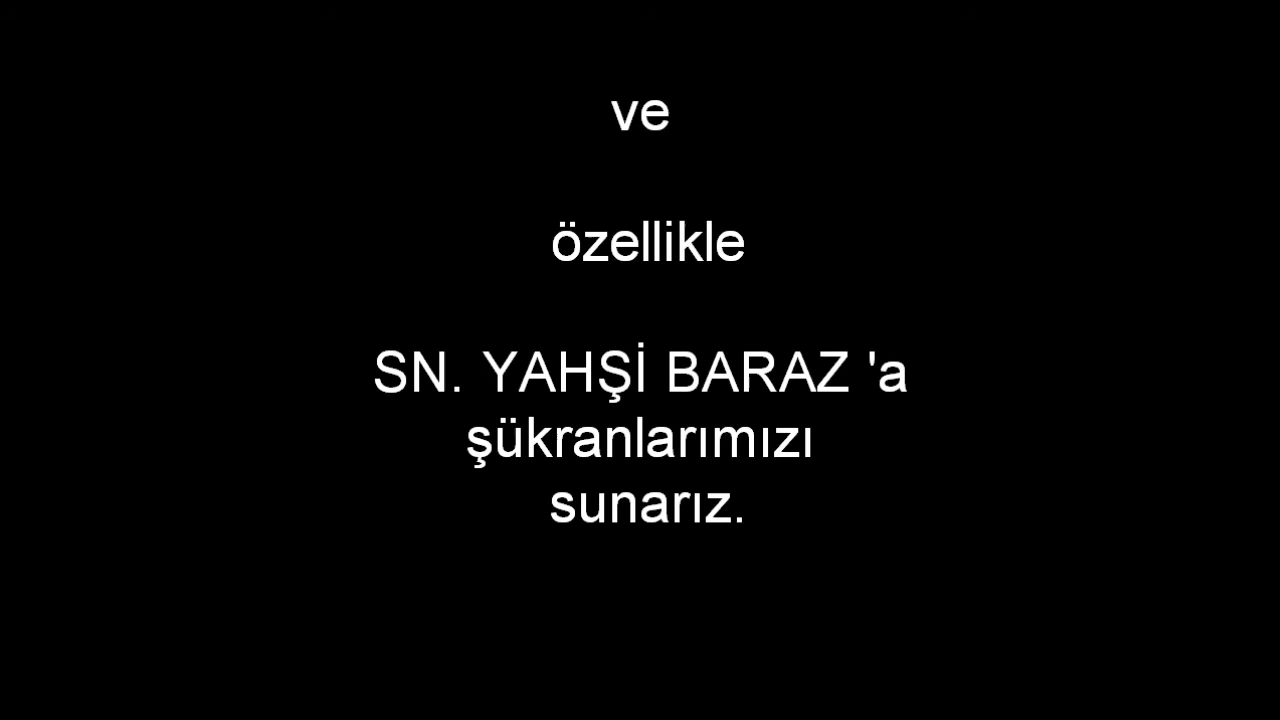 ve
özellikle
SN. YAHŞİ BARAZ 'a
şükranlarımızı
sunarız.